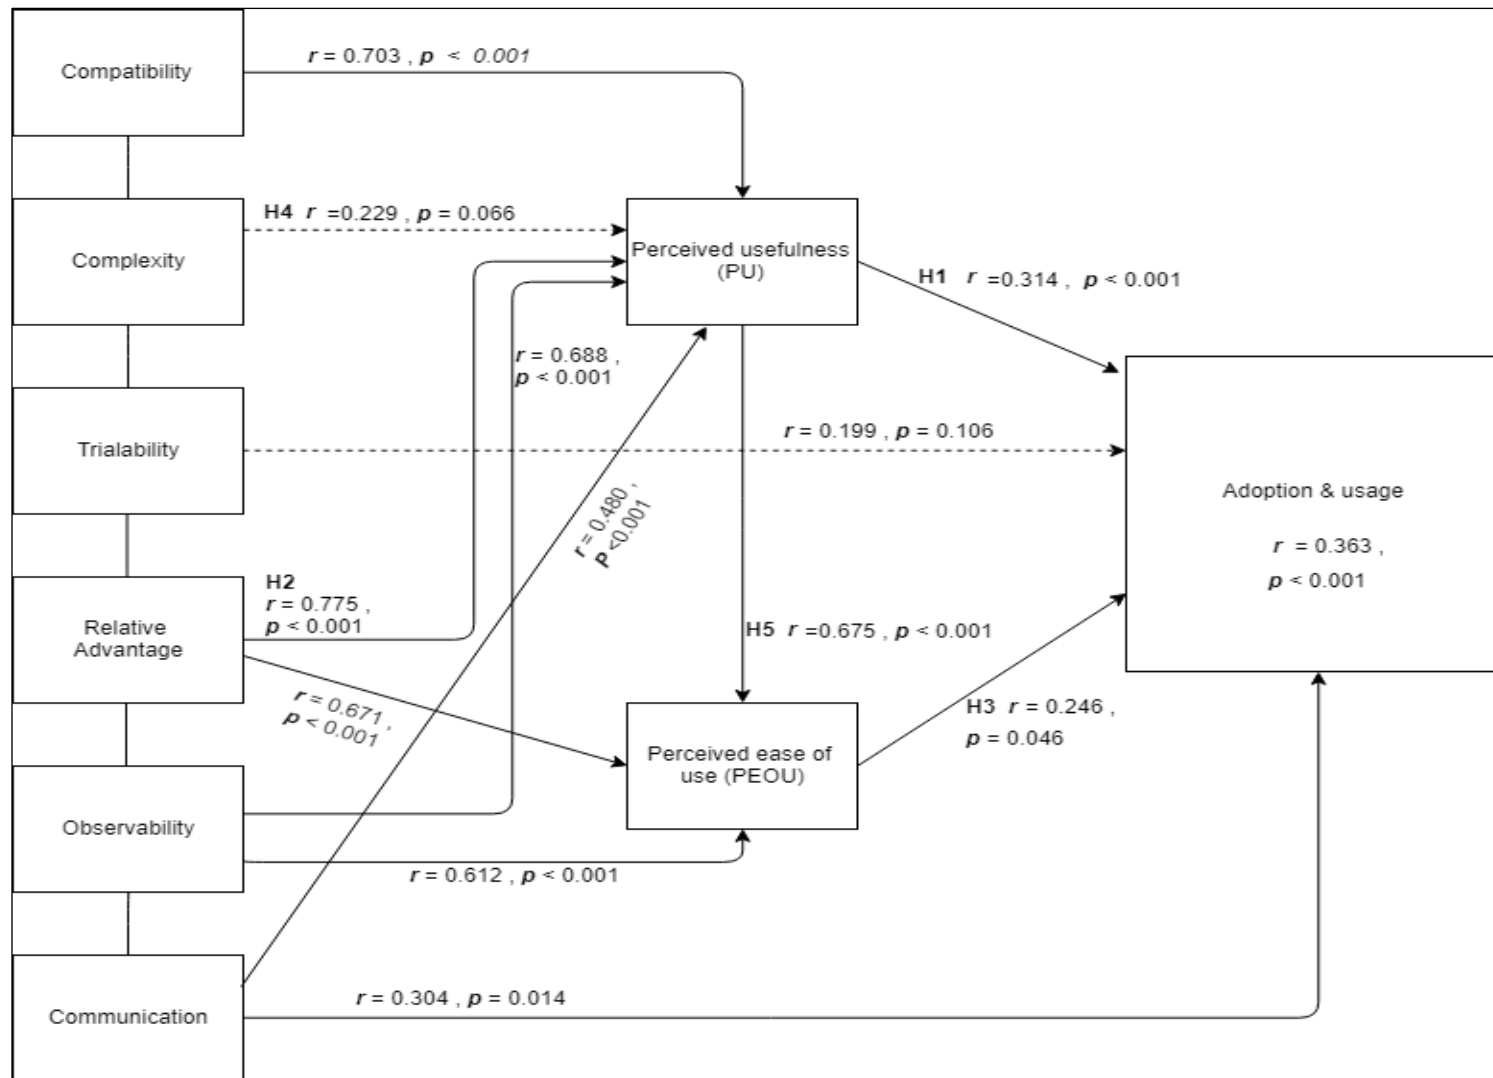 Compatibility
r = 0.703 , p < 0.001
Complexity
H4 r =0.229 , p = 0.066
Perceived usefulness
(PU)
H1 r =0.314 , p < 0.001
r = 0.688 ,
p < 0.001
Trialability
r = 0.199 , p = 0.106
Adoption & usage
r = 0.363 ,
p < 0.001
r = 0.480 ,
P <0.001
Relative
Advantage
H2
r = 0.775 ,
p < 0.001
r = 0.671 ,
p < 0.001
H5 r =0.675 , p < 0.001
Perceived ease of
use (PEOU)
H3 r = 0.246 ,
p = 0.046
Observability
r = 0.612 , p < 0.001
Communication
r = 0.304 , p = 0.014